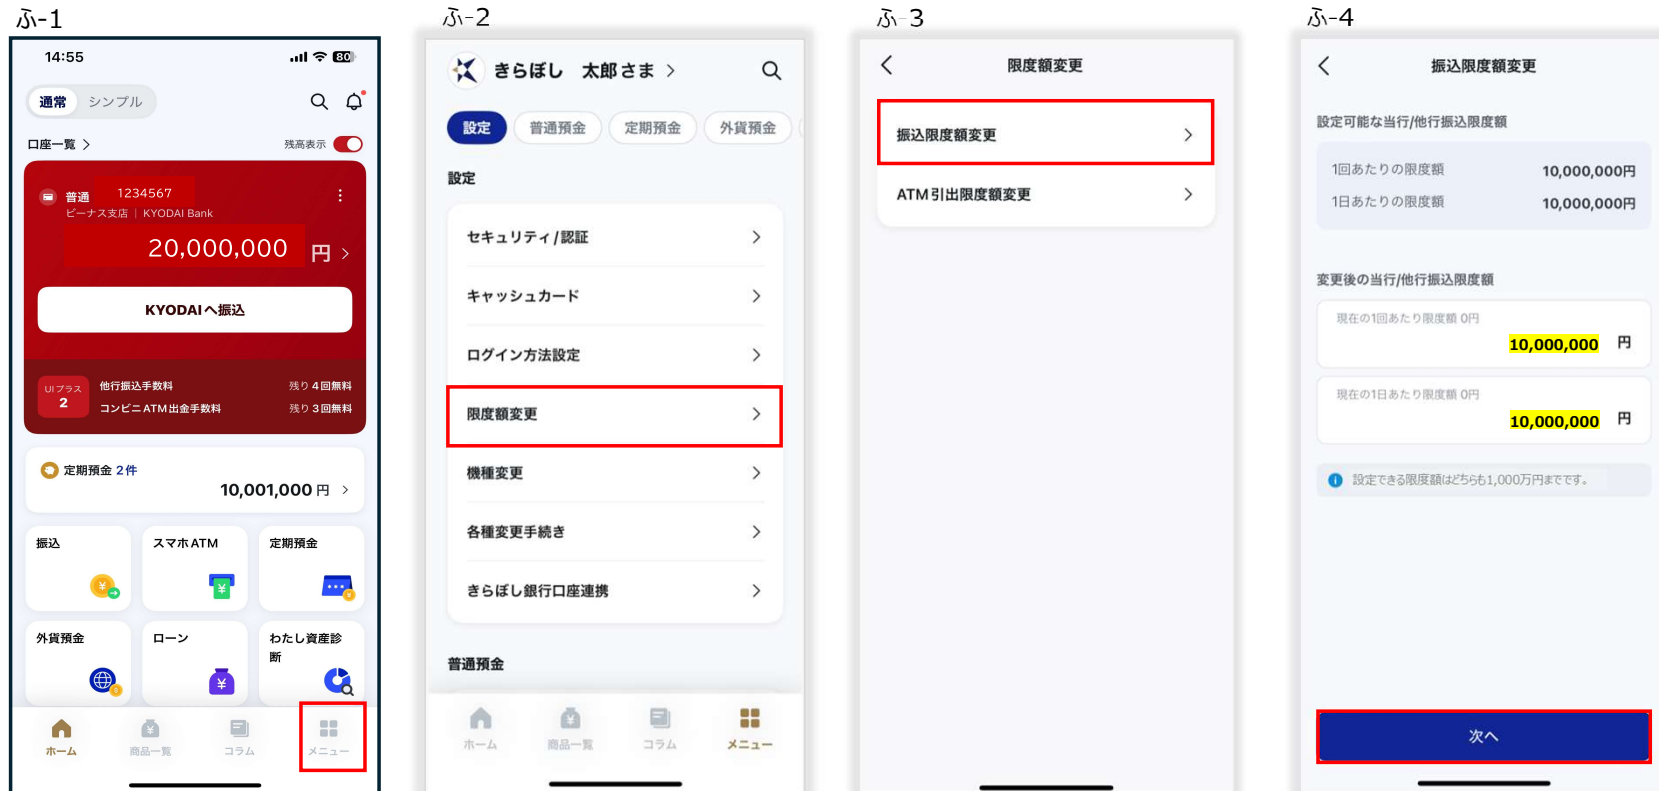 ふ-1
14:55
80
通常 シンプル
口座一覧 >
残高表示
普通 1234567
ビーナス支店 | KYODAI Bank
20,000,000 円 >
KYODAIへ振込
UIプラス
2
他行振込手数料 残り4回無料
コンビニATM出金手数料 残り3回無料
定期預金 2件
10,001,000 円 >
振込
スマホATM
定期預金
外貨預金
ローン
わたし資産診
断
ホーム
商品一覧
コラム
メニュー
ふ-2
きらぼし 太郎さま >
設定 普通預金 定期預金 外貨預金
設定
セキュリティ/認証 >
キャッシュカード >
ログイン方法設定 >
限度額変更 >
機種変更 >
各種変更手続き >
きらぼし銀行口座連携 >
普通預金
ホーム
商品一覧
コラム
メニュー
ふ-3
< 限度額変更
振込限度額変更 >
ATM引出限度額変更 >
ふ-4
< 振込限度額変更
設定可能な当行/他行振込限度額
1回あたりの限度額 10,000,000円
1日あたりの限度額 10,000,000円
変更後の当行/他行振込限度額
現在の1回あたり限度額 0円
10,000,000 円
現在の1日あたり限度額 0円
10,000,000 円
設定できる限度額はどちらも1,000万円までです。
次へ